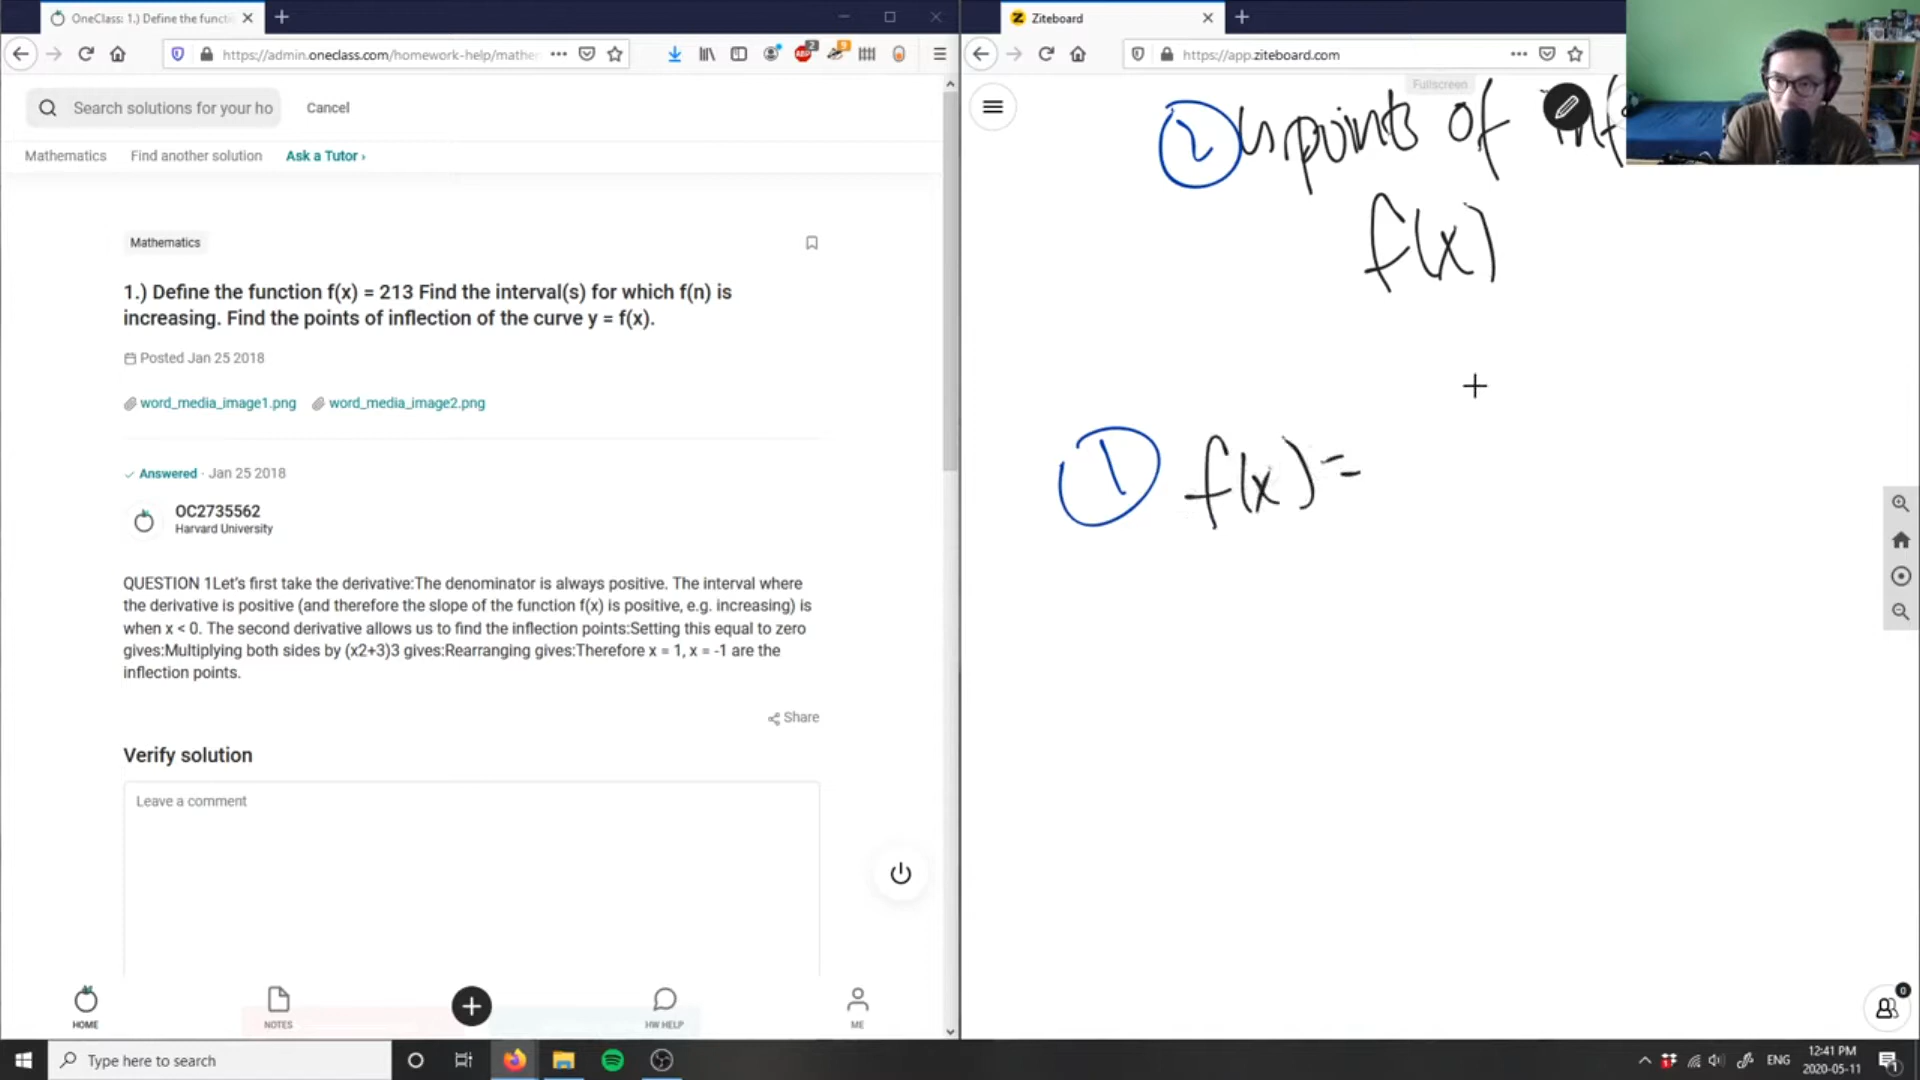 OneClass: 1.) Define the functi
Ziteboard
https://admin.oneclass.com/homework-help/mathe
2
9
https://app.ziteboard.com
Fullscreen
Search solutions for your ho
Cancel
Mathematics
Find another solution
Ask a Tutor ›
Mathematics
1.) Define the function f(x) = 213 Find the interval(s) for which f(n) is
increasing. Find the points of inflection of the curve y = f(x).
Posted Jan 25 2018
word_media_image1.png
word_media_image2.png
Answered · Jan 25 2018
OC2735562
Harvard University
QUESTION 1Let's first take the derivative:The denominator is always positive. The interval where
the derivative is positive (and therefore the slope of the function f(x) is positive, e.g. increasing) is
when x < 0. The second derivative allows us to find the inflection points:Setting this equal to zero
gives:Multiplying both sides by (x2+3)3 gives:Rearranging gives:Therefore x = 1, x = -1 are the
inflection points.
Share
Verify solution
Leave a comment
HOME
NOTES
HW HELP
ME
2 points of inf
f(x)
1 f(x) =
0
Type here to search
ENG
12:41 PM
2020-05-11
1